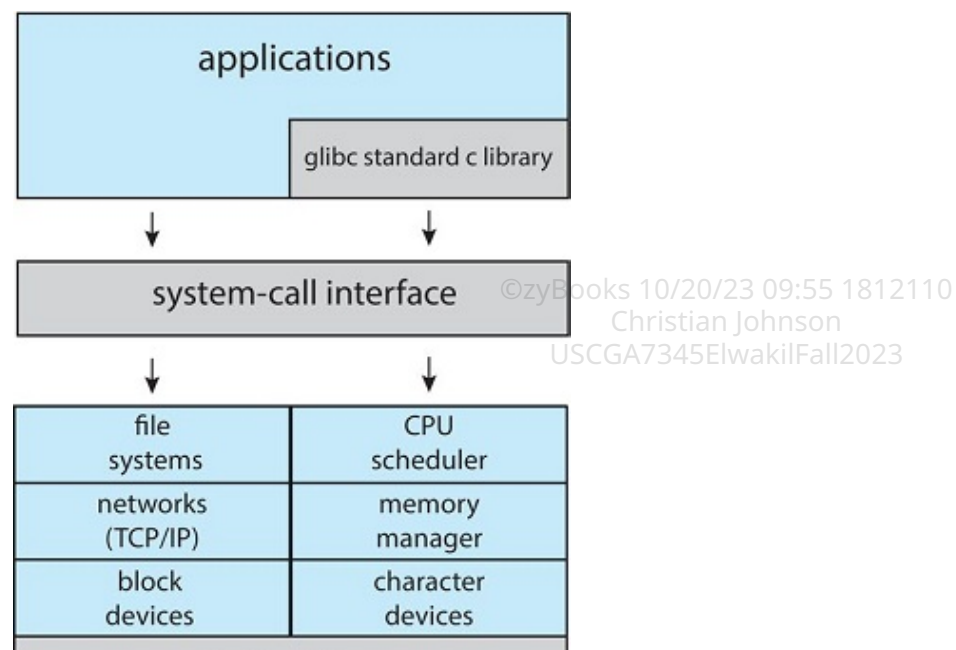 applications
glibc standard c library
system-call interface
©zyBooks 10/20/23 09:55 1812110
Christian Johnson
USCGA7345ElwakilFall2023
file
systems
CPU
scheduler
networks
(TCP/IP)
memory
manager
block
devices
character
devices